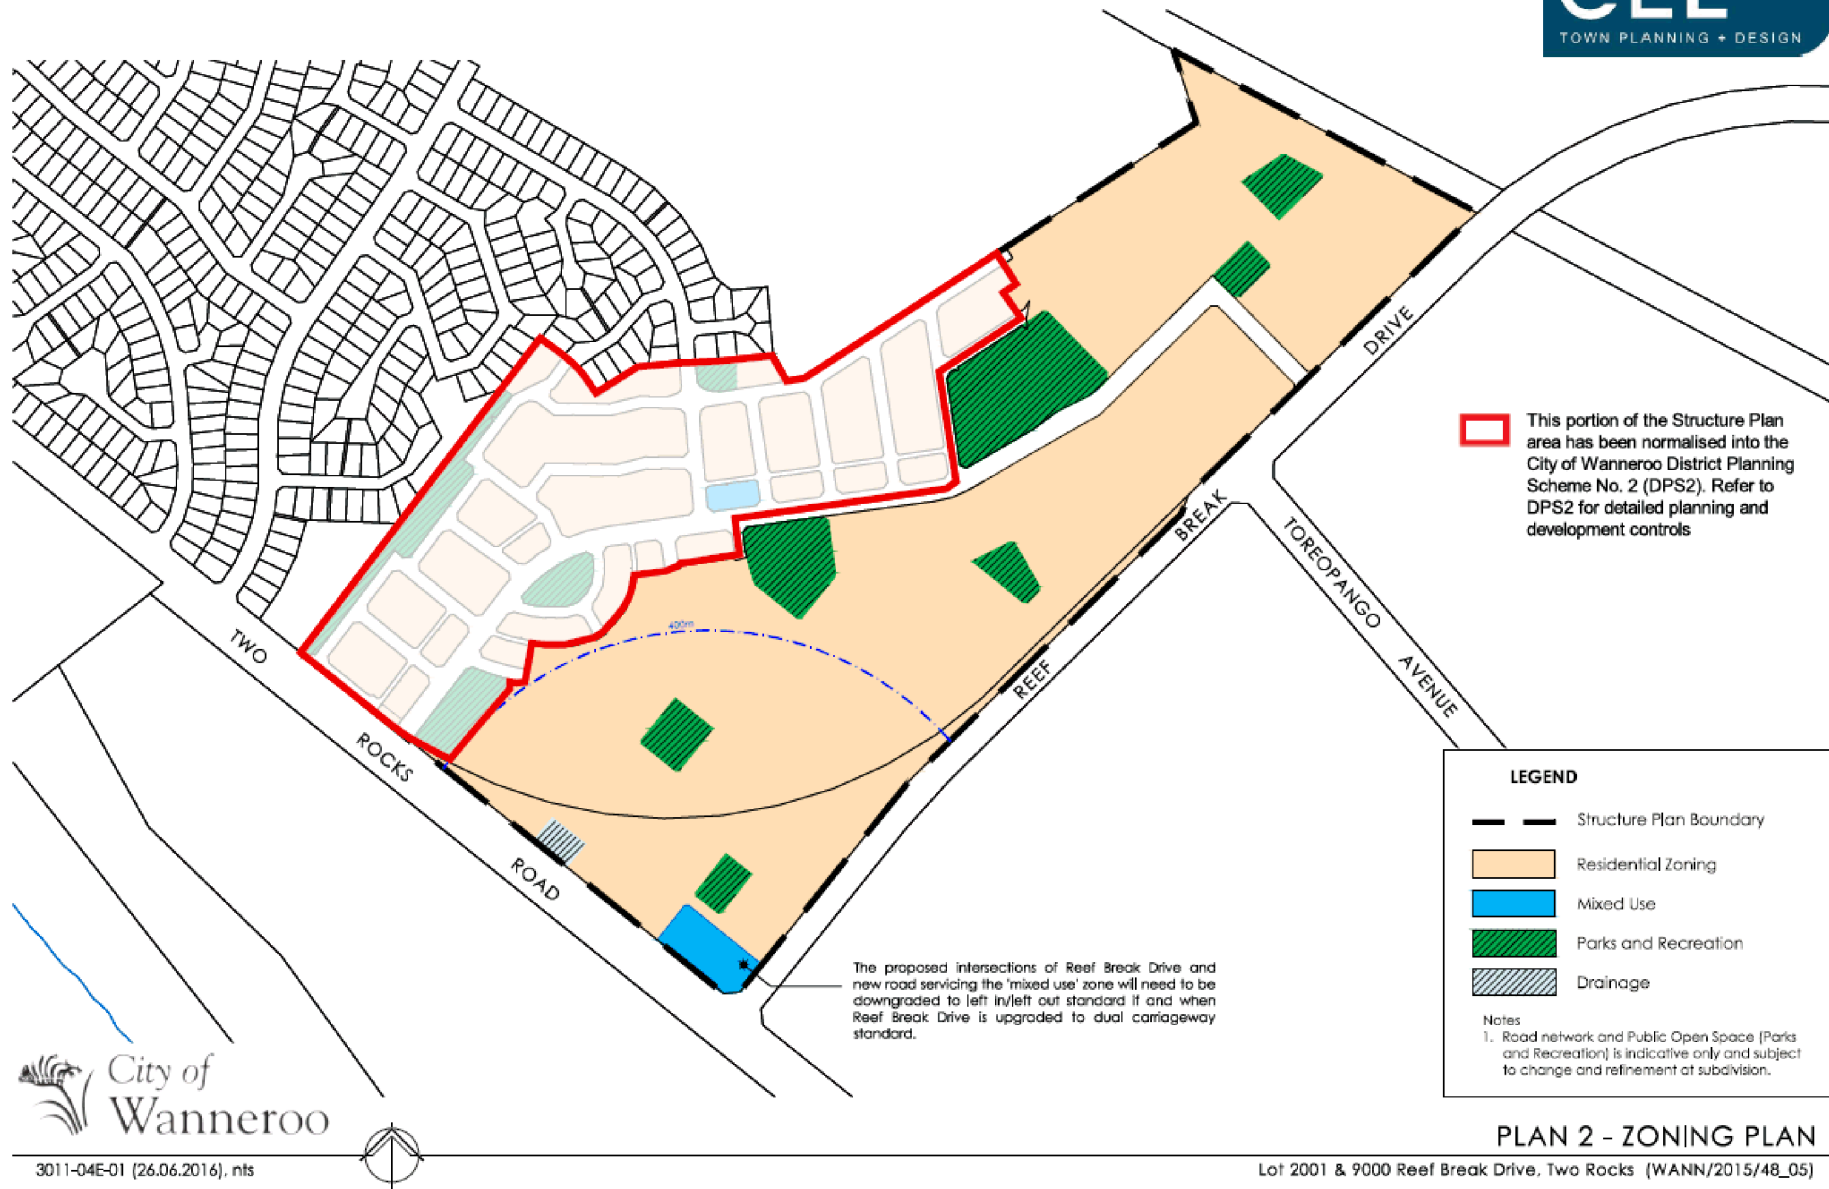 CLE
TOWN PLANNING + DESIGN
DRIVE
This portion of the Structure Plan
area has been normalised into the
City of Wanneroo District Planning
Scheme No. 2 (DPS2). Refer to
DPS2 for detailed planning and
development controls
BREAK
TOREOPANGO
AVENUE
REEF
400m
TWO
ROCKS
ROAD
LEGEND
Structure Plan Boundary
Residential Zoning
Mixed Use
Parks and Recreation
Drainage
Notes
1. Road network and Public Open Space (Parks
and Recreation) is indicative only and subject
to change and refinement at subdivision.
The proposed intersections of Reef Break Drive and
new road servicing the 'mixed use' zone will need to be
downgraded to left in/left out standard if and when
Reef Break Drive is upgraded to dual carriageway
standard.
City of
Wanneroo
PLAN 2 - ZONING PLAN
3011-04E-01 (26.06.2016), nts
Lot 2001 & 9000 Reef Break Drive, Two Rocks (WANN/2015/48_05)